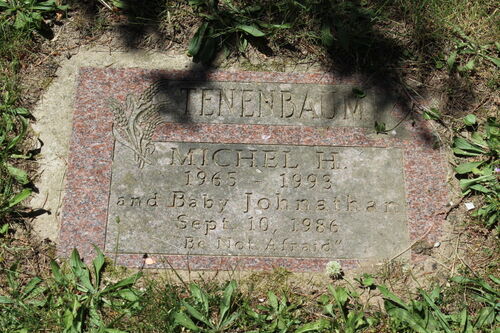 TENENBAUM
MICHEL H.
1965 - 1993
and Baby Johnathan
Sept. 10, 1986
"Be Not Afraid"